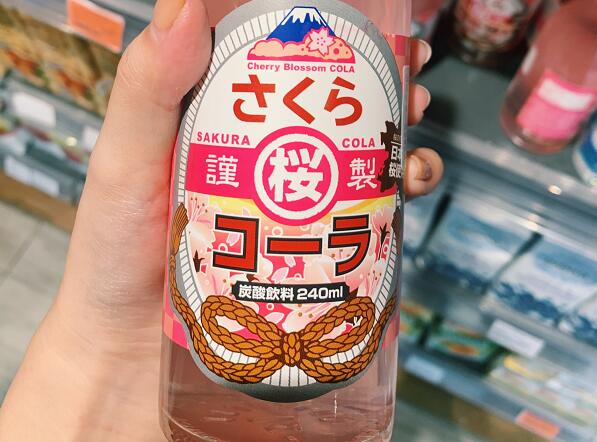 Cherry Blossom COLA
さくら
SAKURA COLA
謹 桜 製
コーラ
炭酸飲料 240ml